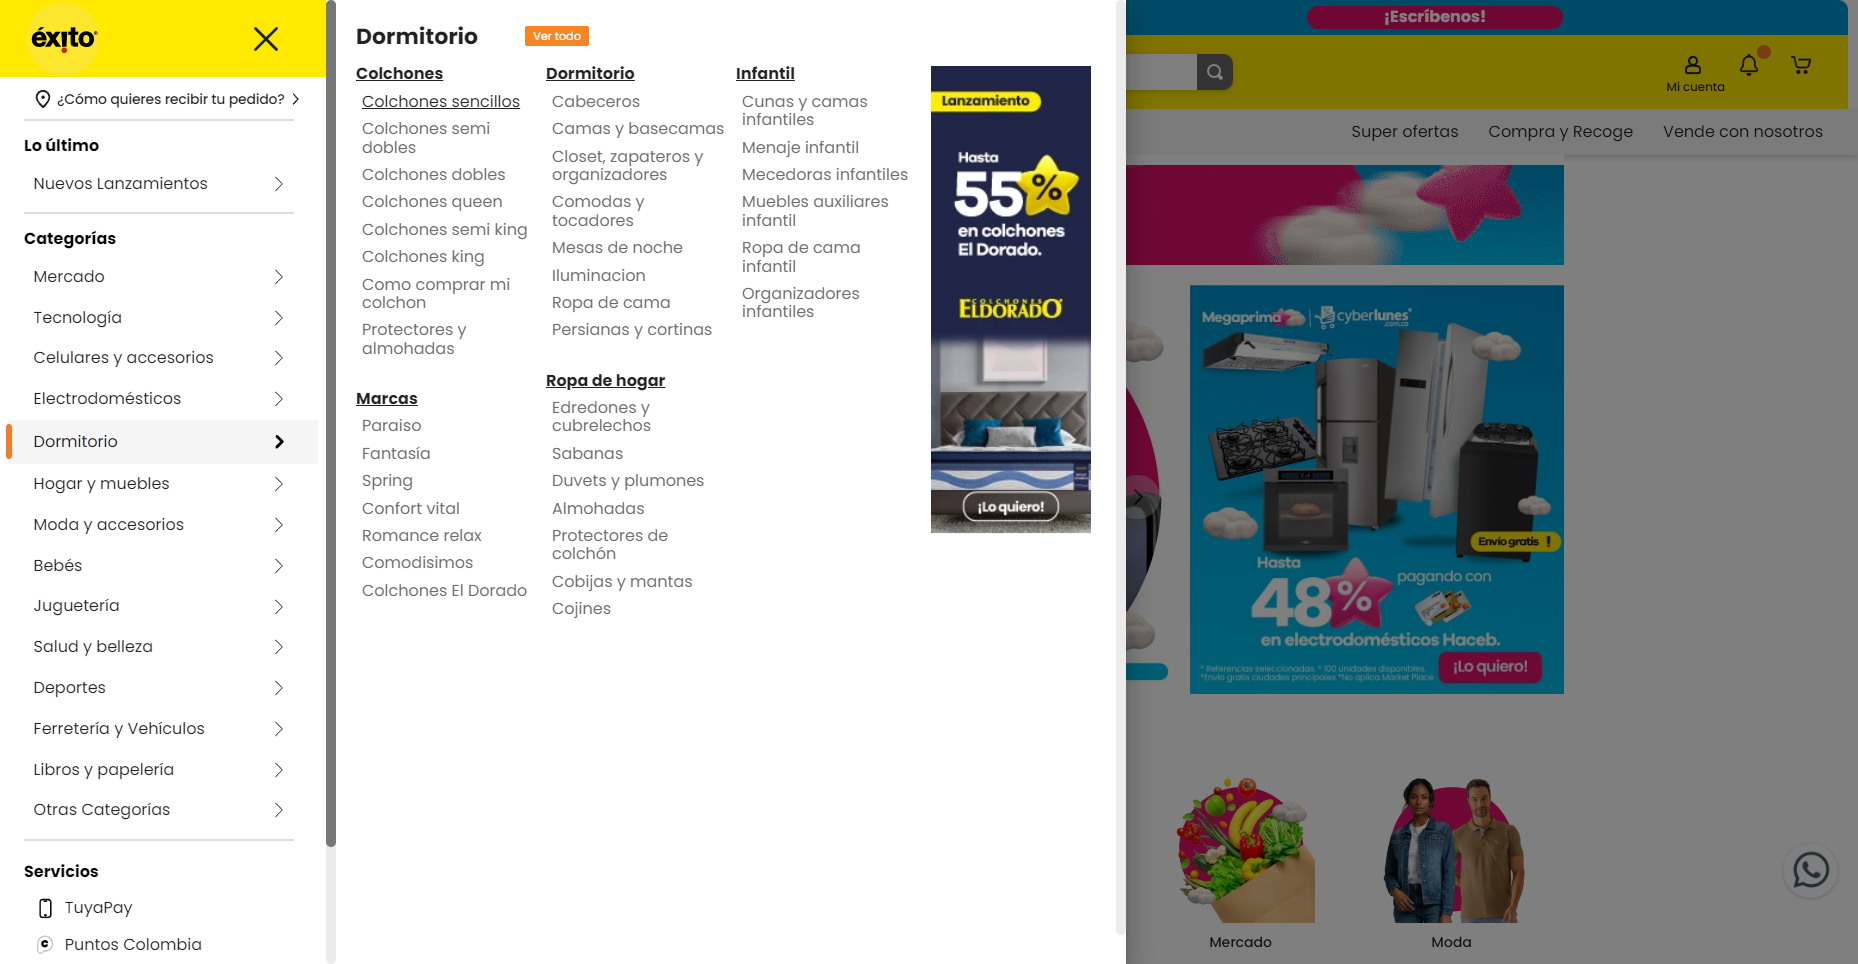 éxito
¿Cómo quieres recibir tu pedido?
Lo último
Nuevos Lanzamientos
Categorías
Mercado
Tecnología
Celulares y accesorios
Electrodomésticos
Dormitorio
Hogar y muebles
Moda y accesorios
Bebés
Juguetería
Salud y belleza
Deportes
Ferretería y Vehículos
Libros y papelería
Otras Categorías
Servicios
TuyaPay
Puntos Colombia
Dormitorio
Ver todo
Colchones
Colchones sencillos
Colchones semi
dobles
Colchones dobles
Colchones queen
Colchones semi king
Colchones king
Como comprar mi
colchon
Protectores y
almohadas
Marcas
Paraiso
Fantasía
Spring
Confort vital
Romance relax
Comodisimos
Colchones El Dorado
Dormitorio
Cabeceros
Camas y basecamas
Closet, zapateros y
organizadores
Comodas y
tocadores
Mesas de noche
Iluminacion
Ropa de cama
Persianas y cortinas
Ropa de hogar
Edredones y
cubrelechos
Sabanas
Duvets y plumones
Almohadas
Protectores de
colchón
Cobijas y mantas
Cojines
Infantil
Cunas y camas
infantiles
Menaje infantil
Mecedoras infantiles
Muebles auxiliares
infantil
Ropa de cama
infantil
Organizadores
infantiles
Lanzamiento
Hasta
55%
en colchones
El Dorado.
COLCHONES
ELDORADO
¡Lo quiero!
¡Escríbenos!
Mi cuenta
Super ofertas
Compra y Recoge
Vende con nosotros
Megaprima
cyberlunes
.com.co
Envío gratis !
Hasta
48%
pagando con
en electrodomésticos Haceb.
* Referencias seleccionadas. * 100 unidades disponibles.
*Envío gratis ciudades principales *No aplica Market Place
¡Lo quiero!
Mercado
Moda